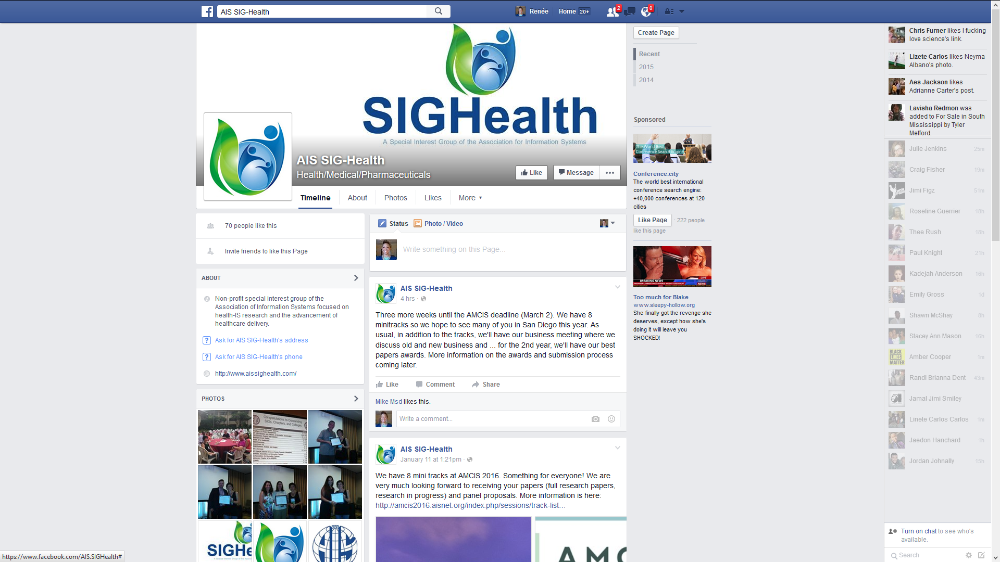 AIS SIG-Health
Renée
Home 20+
2
8
SIGHealth
A Special Interest Group of the Association for Information Systems
AIS SIG-Health
Health/Medical/Pharmaceuticals
Like
Message
Timeline
About
Photos
Likes
More
70 people like this
Invite friends to like this Page
ABOUT
Non-profit special interest group of the
Association of Information Systems focused on
health-IS research and the advancement of
healthcare delivery.
Ask for AIS SIG-Health's address
Ask for AIS SIG-Health's phone
http://www.aissighealth.com/
PHOTOS
Congratulations to Outstanding
SIGs, Chapters, and Colleges
SIGHe
Status
Photo / Video
Write something on this Page...
AIS SIG-Health
4 hrs ·
Three more weeks until the AMCIS deadline (March 2). We have 8
minitracks so we hope to see many of you in San Diego this year. As
usual, in addition to the tracks, we'll have our business meeting where we
discuss old and new business and ... for the 2nd year, we'll have our best
papers awards. More information on the awards and submission process
coming later.
Like Comment Share
Mike Msd likes this.
Write a comment...
AIS SIG-Health
January 11 at 1:21pm ·
We have 8 mini tracks at AMCIS 2016. Something for everyone! We are
very much looking forward to receiving your papers (full research papers,
research in progress) and panel proposals. More information is here:
http://amcis2016.aisnet.org/index.php/sessions/track-list…
AMC
Create Page
Recent
2015
2014
Sponsored
The World Best
Conference Search Engine
Conference.city
The world best international
conference search engine:
+40,000 conferences at 120
cities
Like Page · 222 people
like this page
BREAKING NEWS
LIVE
HEALTH
NEWS
MIRANDA LAMBERT POST-DIVORCE WEIGHT-LOSS CHEAT
Too much for Blake
www.sleepy-hollow.org
She finally got the revenge she
deserves, except how she's
doing it will leave you
SHOCKED!
Chris Furner likes I fucking
love science's link.
Lizete Carlos likes Neyma
Albano's photo.
Aes Jackson likes
Adrianne Carter's post.
Lavisha Redmon was
added to For Sale in South
Mississippi by Tyler
Mefford.
Julie Jenkins 25m
Craig Fisher 19m
Jimi Figz 51m
Roseline Guerrier 18h
Thee Rush 18h
Paul Knight 21h
Kadejah Anderson 16h
Emily Gross 1d
Shawn McShay 8h
Stacey Ann Mason 16h
BLACK
LIVES
MATTER
Amber Cooper 1m
Randl Brianna Dent 43m
Jamal Jimi Smiley
Linete Carlos Carlos 1m
Jaedon Hanchard 1h
Jordan Johnally 15h
Turn on chat to see who's
available.
Search
https://www.facebook.com/AIS.SIGHealth#